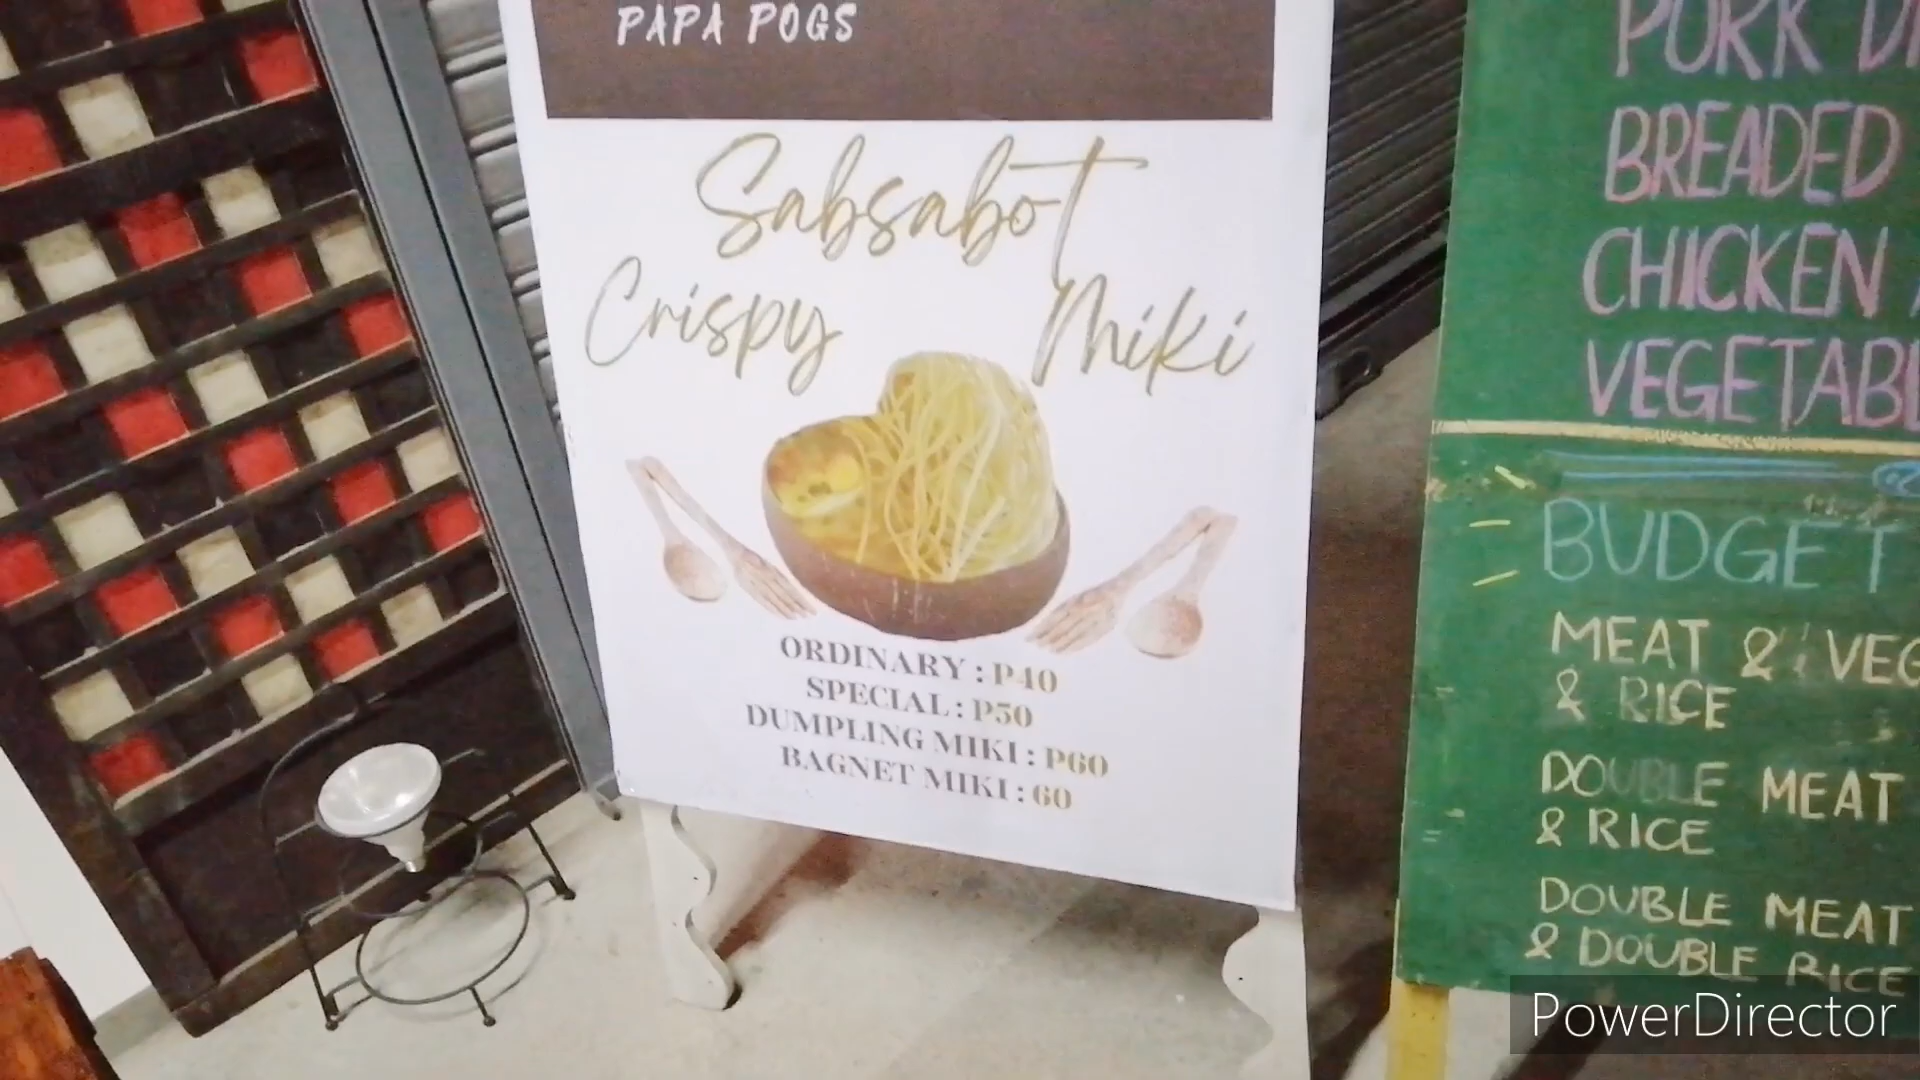 PAPA POGS
Sabsabot
Crispy Miki
ORDINARY : P40
SPECIAL : P50
DUMPLING MIKI : P60
BAGNET MIKI : 60
PORK
BREADED
CHICKEN
BUDGET
MEAT &
& RICE
DOUBLE MEAT
& RICE
DOUBLE MEAT
& DOUBLE RICE
PowerDirector